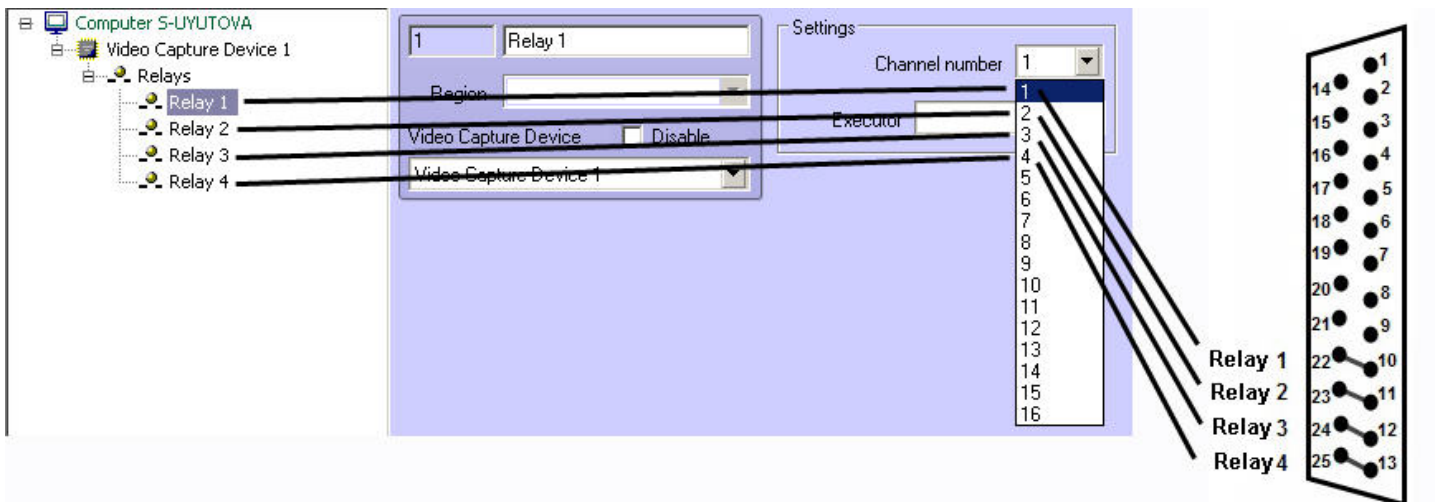 Computer S-UYUTOVA
Video Capture Device 1
Relays
Relay 1
Relay 2
Relay 3
Relay 4
1 Relay 1
Region
Video Capture Device Disable
Video Capture Device 1
Settings
Channel number 1
Executor
1
2
3
4
5
6
7
8
9
10
11
12
13
14
15
16
Relay 1
Relay 2
Relay 3
Relay 4
1
14 2
15 3
16 4
17 5
18 6
19 7
20 8
21 9
22 10
23 11
24 12
25 13